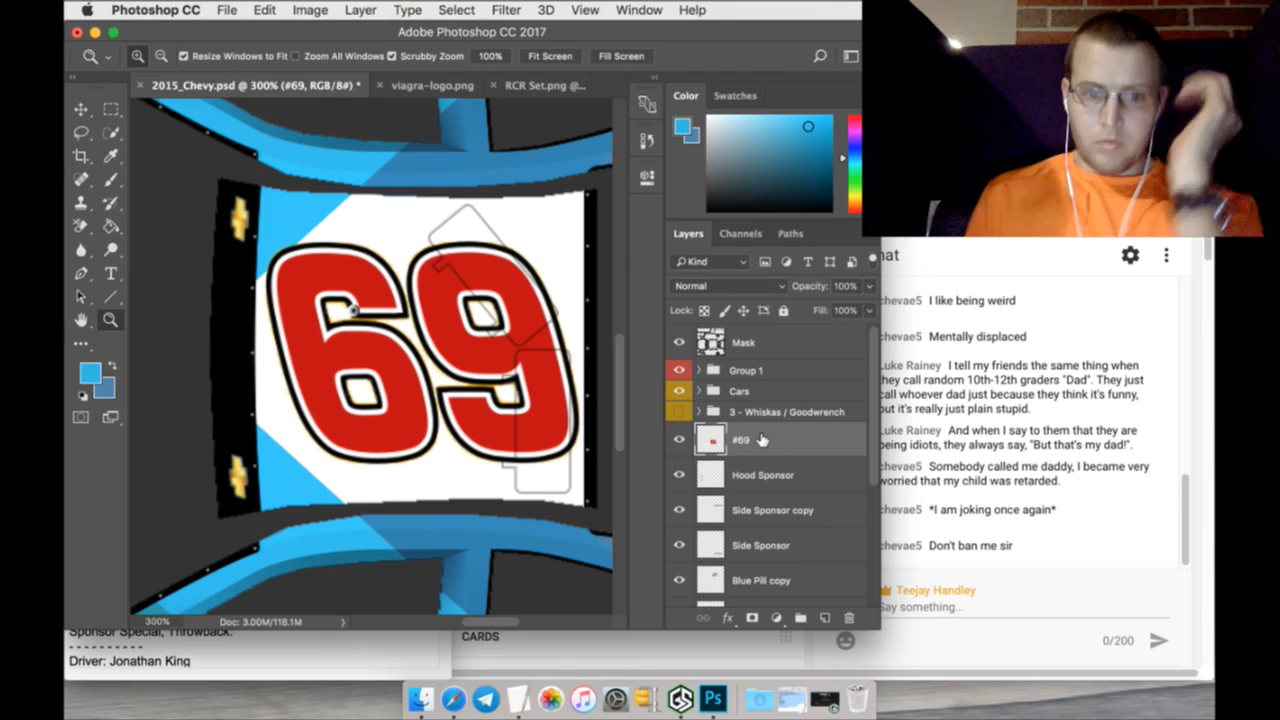 Photoshop CC File Edit Image Layer Type Select Filter 3D View Window Help
Adobe Photoshop CC 2017
Resize Windows to Fit Zoom All Windows Scrubby Zoom 100% Fit Screen Fill Screen
2015_Chevy.psd @ 300% (#69, RGB/8#) * viagra-logo.png RCR Set.png @...
Color Swatches
69
Layers Channels Paths
Kind
Normal Opacity: 100%
Lock: Fill: 100%
Mask
Group 1
Cars
3 - Whiskas / Goodwrench
#69
Hood Sponsor
Side Sponsor copy
Side Sponsor
Blue Pill copy
300% Doc: 3.00M/118.1M
Sponsor Special, Throwback.
----------
Driver: Jonathan King
CARDS
hat
chevae5 I like being weird
chevae5 Mentally displaced
Luke Rainey I tell my friends the same thing when
they call random 10th-12th graders "Dad". They just
call whoever dad just because they think it's funny,
but it's really just plain stupid.
Luke Rainey And when I say to them that they are
being idiots, they always say, "But that's my dad!".
chevae5 Somebody called me daddy, I became very
worried that my child was retarded.
chevae5 *I am joking once again*
chevae5 Don't ban me sir
Teejay Handley
Say something...
0/200